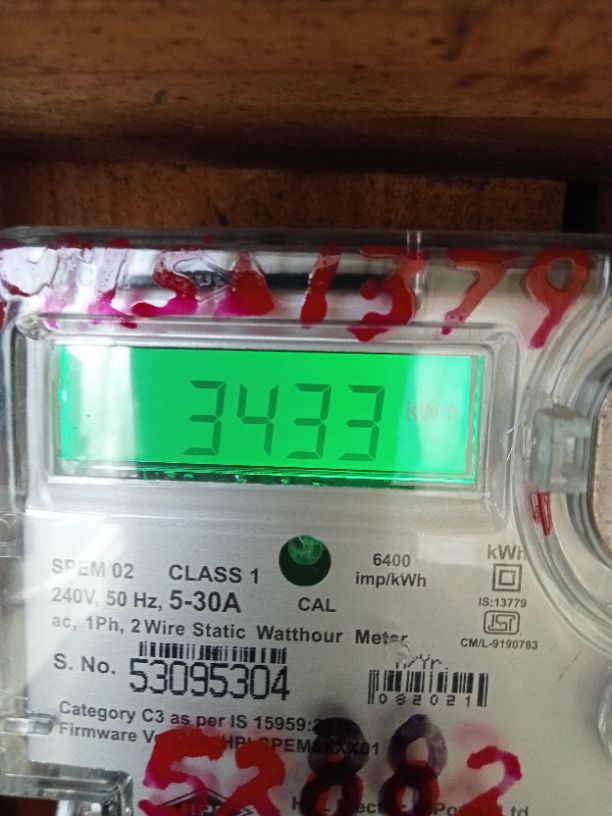 1379
3433 kWh
SPEM 02 CLASS 1
6400 imp/kWh
kWh
240V, 50 Hz, 5-30A
CAL
IS:13779
ac, 1Ph, 2 Wire Static Watthour Meter
CM/L-9190783
S. No. 53095304
082021
Category C3 as per IS 15959:
Firmware